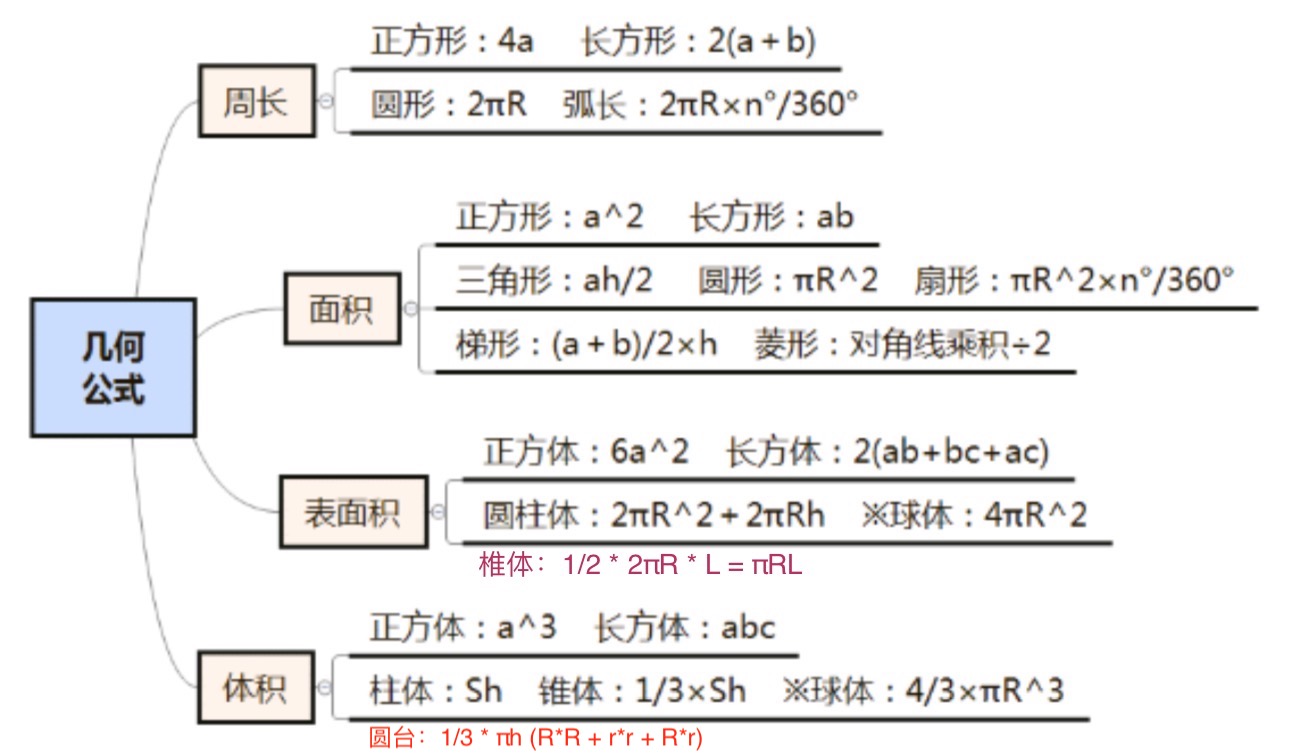 几何
公式
周长
正方形：4a 长方形：2(a+b)
圆形：2πR 弧长：2πR×n°/360°
面积
正方形：a^2 长方形：ab
三角形：ah/2 圆形：πR^2 扇形：πR^2×n°/360°
梯形：(a+b)/2×h 菱形：对角线乘积÷2
表面积
正方体：6a^2 长方体：2(ab+bc+ac)
圆柱体：2πR^2+2πRh ※球体：4πR^2
椎体：1/2 * 2πR * L = πRL
体积
正方体：a^3 长方体：abc
柱体：Sh 锥体：1/3×Sh ※球体：4/3×πR^3
圆台：1/3 * πh (R*R + r*r + R*r)